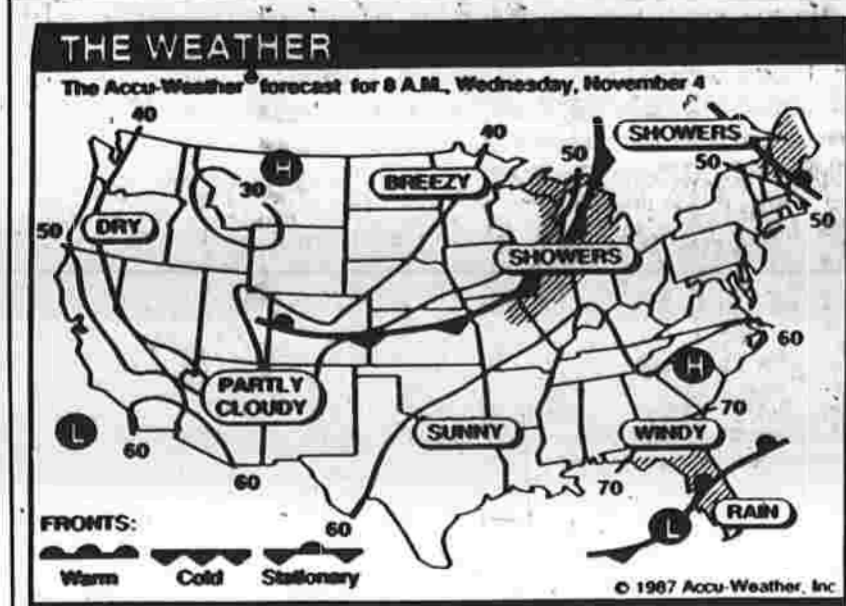 THE WEATHER
The Accu-Weather® forecast for 8 A.M., Wednesday, November 4
40
H
30
40
BREEZY
50
SHOWERS
50
50
50
DRY
SHOWERS
60
H
PARTLY
CLOUDY
L
60
60
SUNNY
WINDY
70
70
60
L
RAIN
FRONTS:
Warm
Cold
Stationary
© 1987 Accu-Weather, Inc